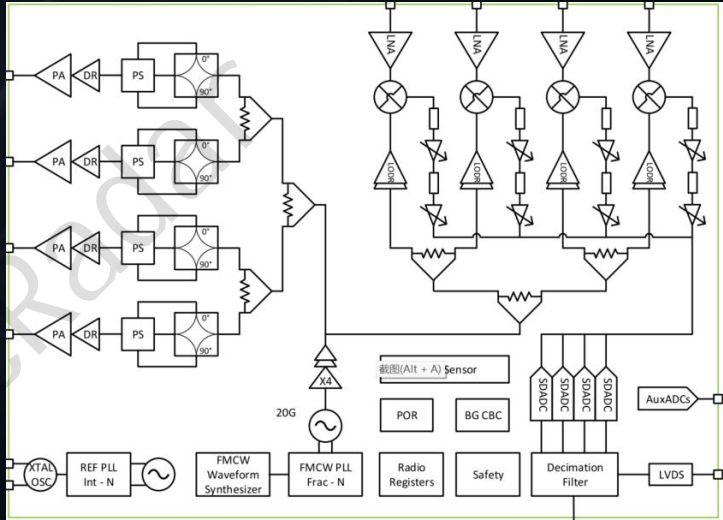 LNA
LNA
LNA
LNA
PA
DR
PS
0°
90°
PA
DR
PS
0°
90°
LODR
LODR
LODR
LODR
PA
DR
PS
0°
90°
PA
DR
PS
0°
90°
Radar
X4
20G
截图(Alt + A)
Sensor
POR
BG CBC
SDADC
SDADC
SDADC
SDADC
AuxADCs
XTAL
OSC
REF PLL
Int - N
FMCW
Waveform
Synthesizer
FMCW PLL
Frac - N
Radio
Registers
Safety
Decimation
Filter
LVDS